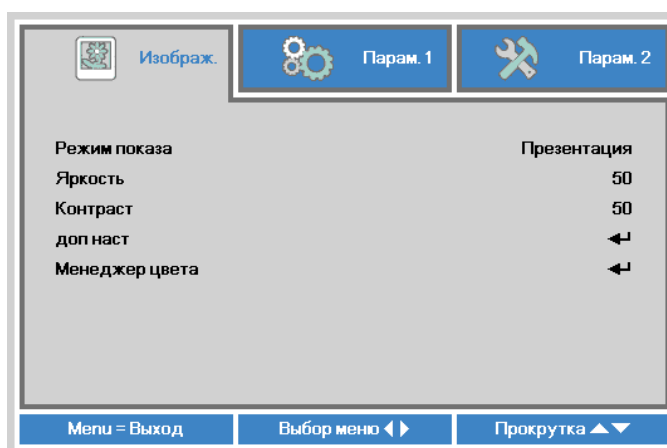 Изображ. Парам. 1 Парам. 2
Режим показа Презентация
Яркость 50
Контраст 50
доп наст
Менеджер цвета
Menu = Выход Выбор меню Прокрутка